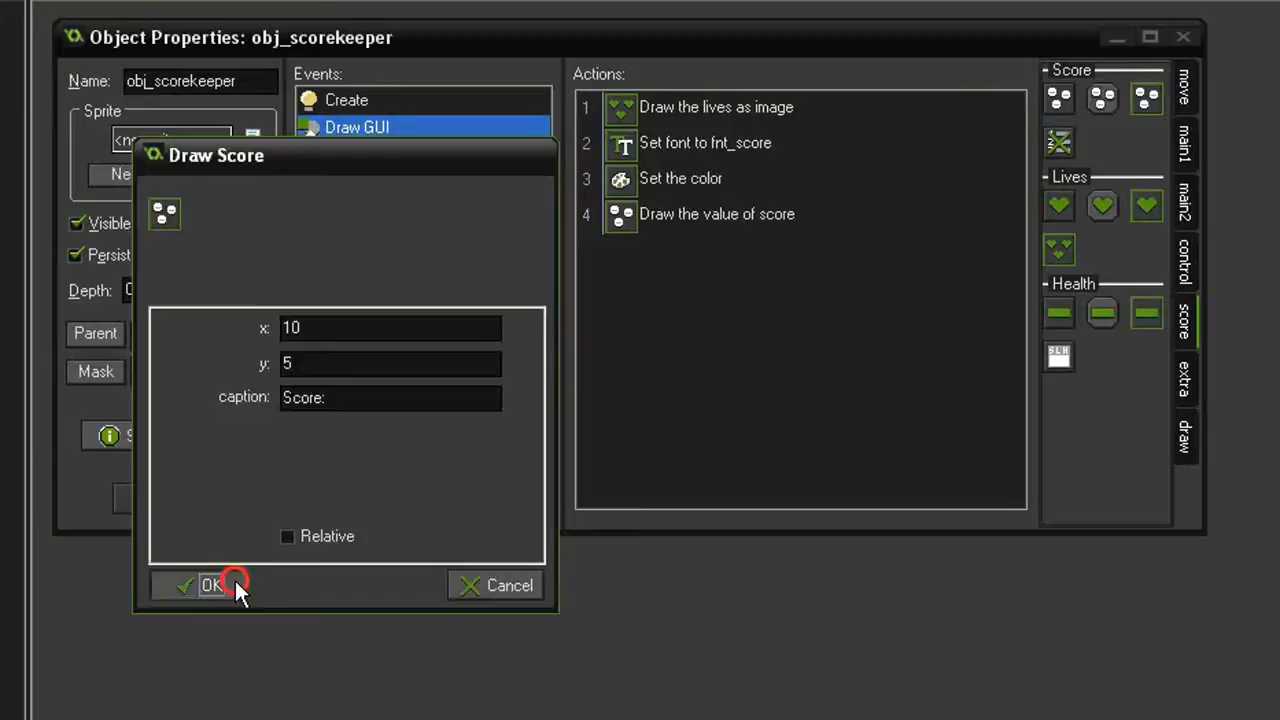 Object Properties: obj_scorekeeper
Name: obj_scorekeeper
Sprite
Ne
Visible
Persist
Depth:
Parent
Mask
Events:
Create
Draw GUI
Draw Score
x: 10
y: 5
caption: Score:
Relative
OK
Cancel
Actions:
1 Draw the lives as image
2 Set font to fnt_score
3 Set the color
4 Draw the value of score
Score
Lives
Health
SLH
move
main1
main2
control
score
extra
draw